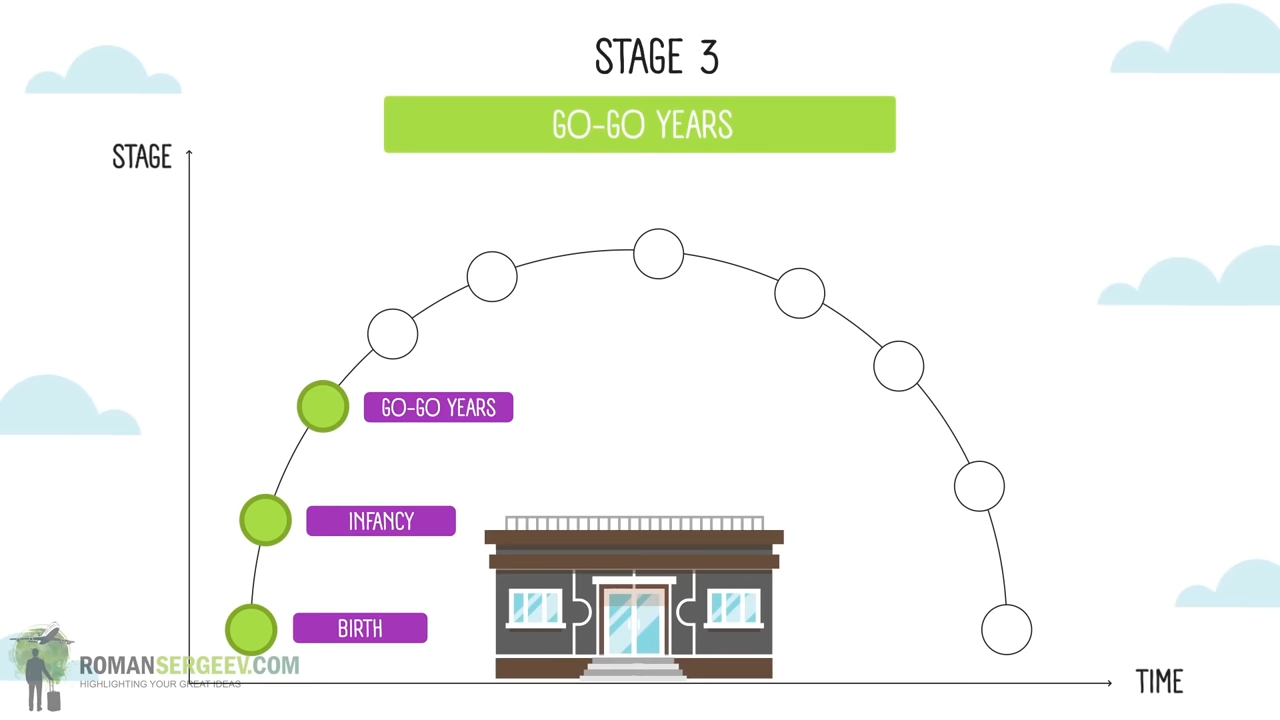 STAGE 3
GO-GO YEARS
STAGE
GO-GO YEARS
INFANCY
BIRTH
ROMANSERGEEV.COM
HIGHLIGHTING YOUR GREAT IDEAS
TIME